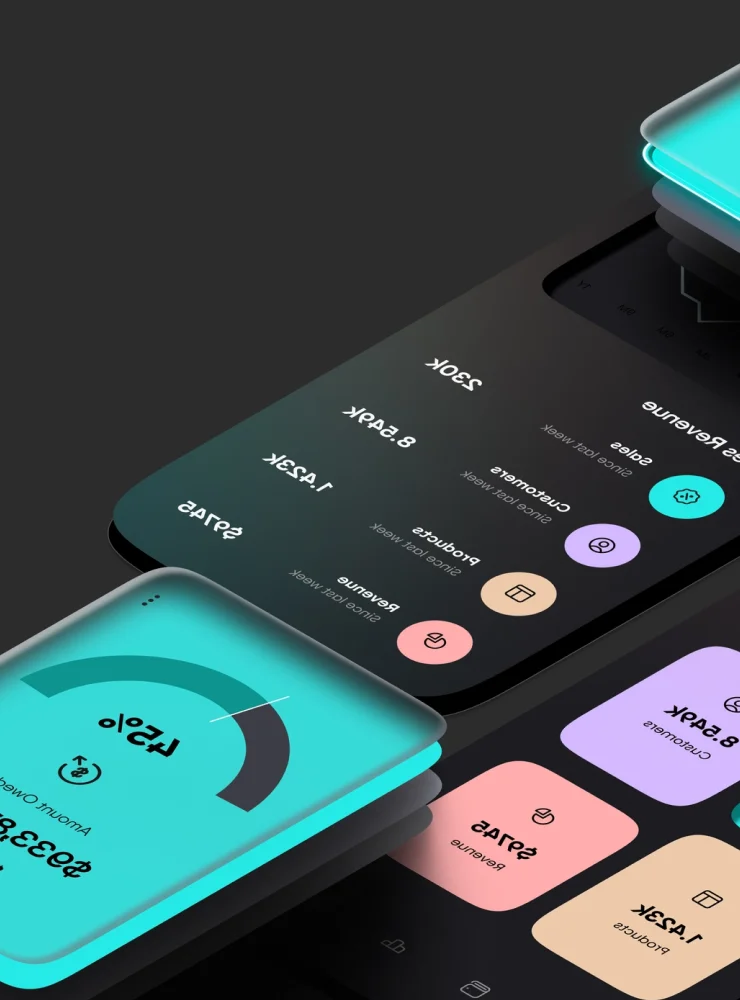 es Revenue
Sales
Since last week
230k
Customers
Since last week
8.549k
Products
Since last week
1.423k
Revenue
Since last week
$9745
45%
Amount Owed
$933,8
8.549k
Customers
$9745
Revenue
1.423k
Products